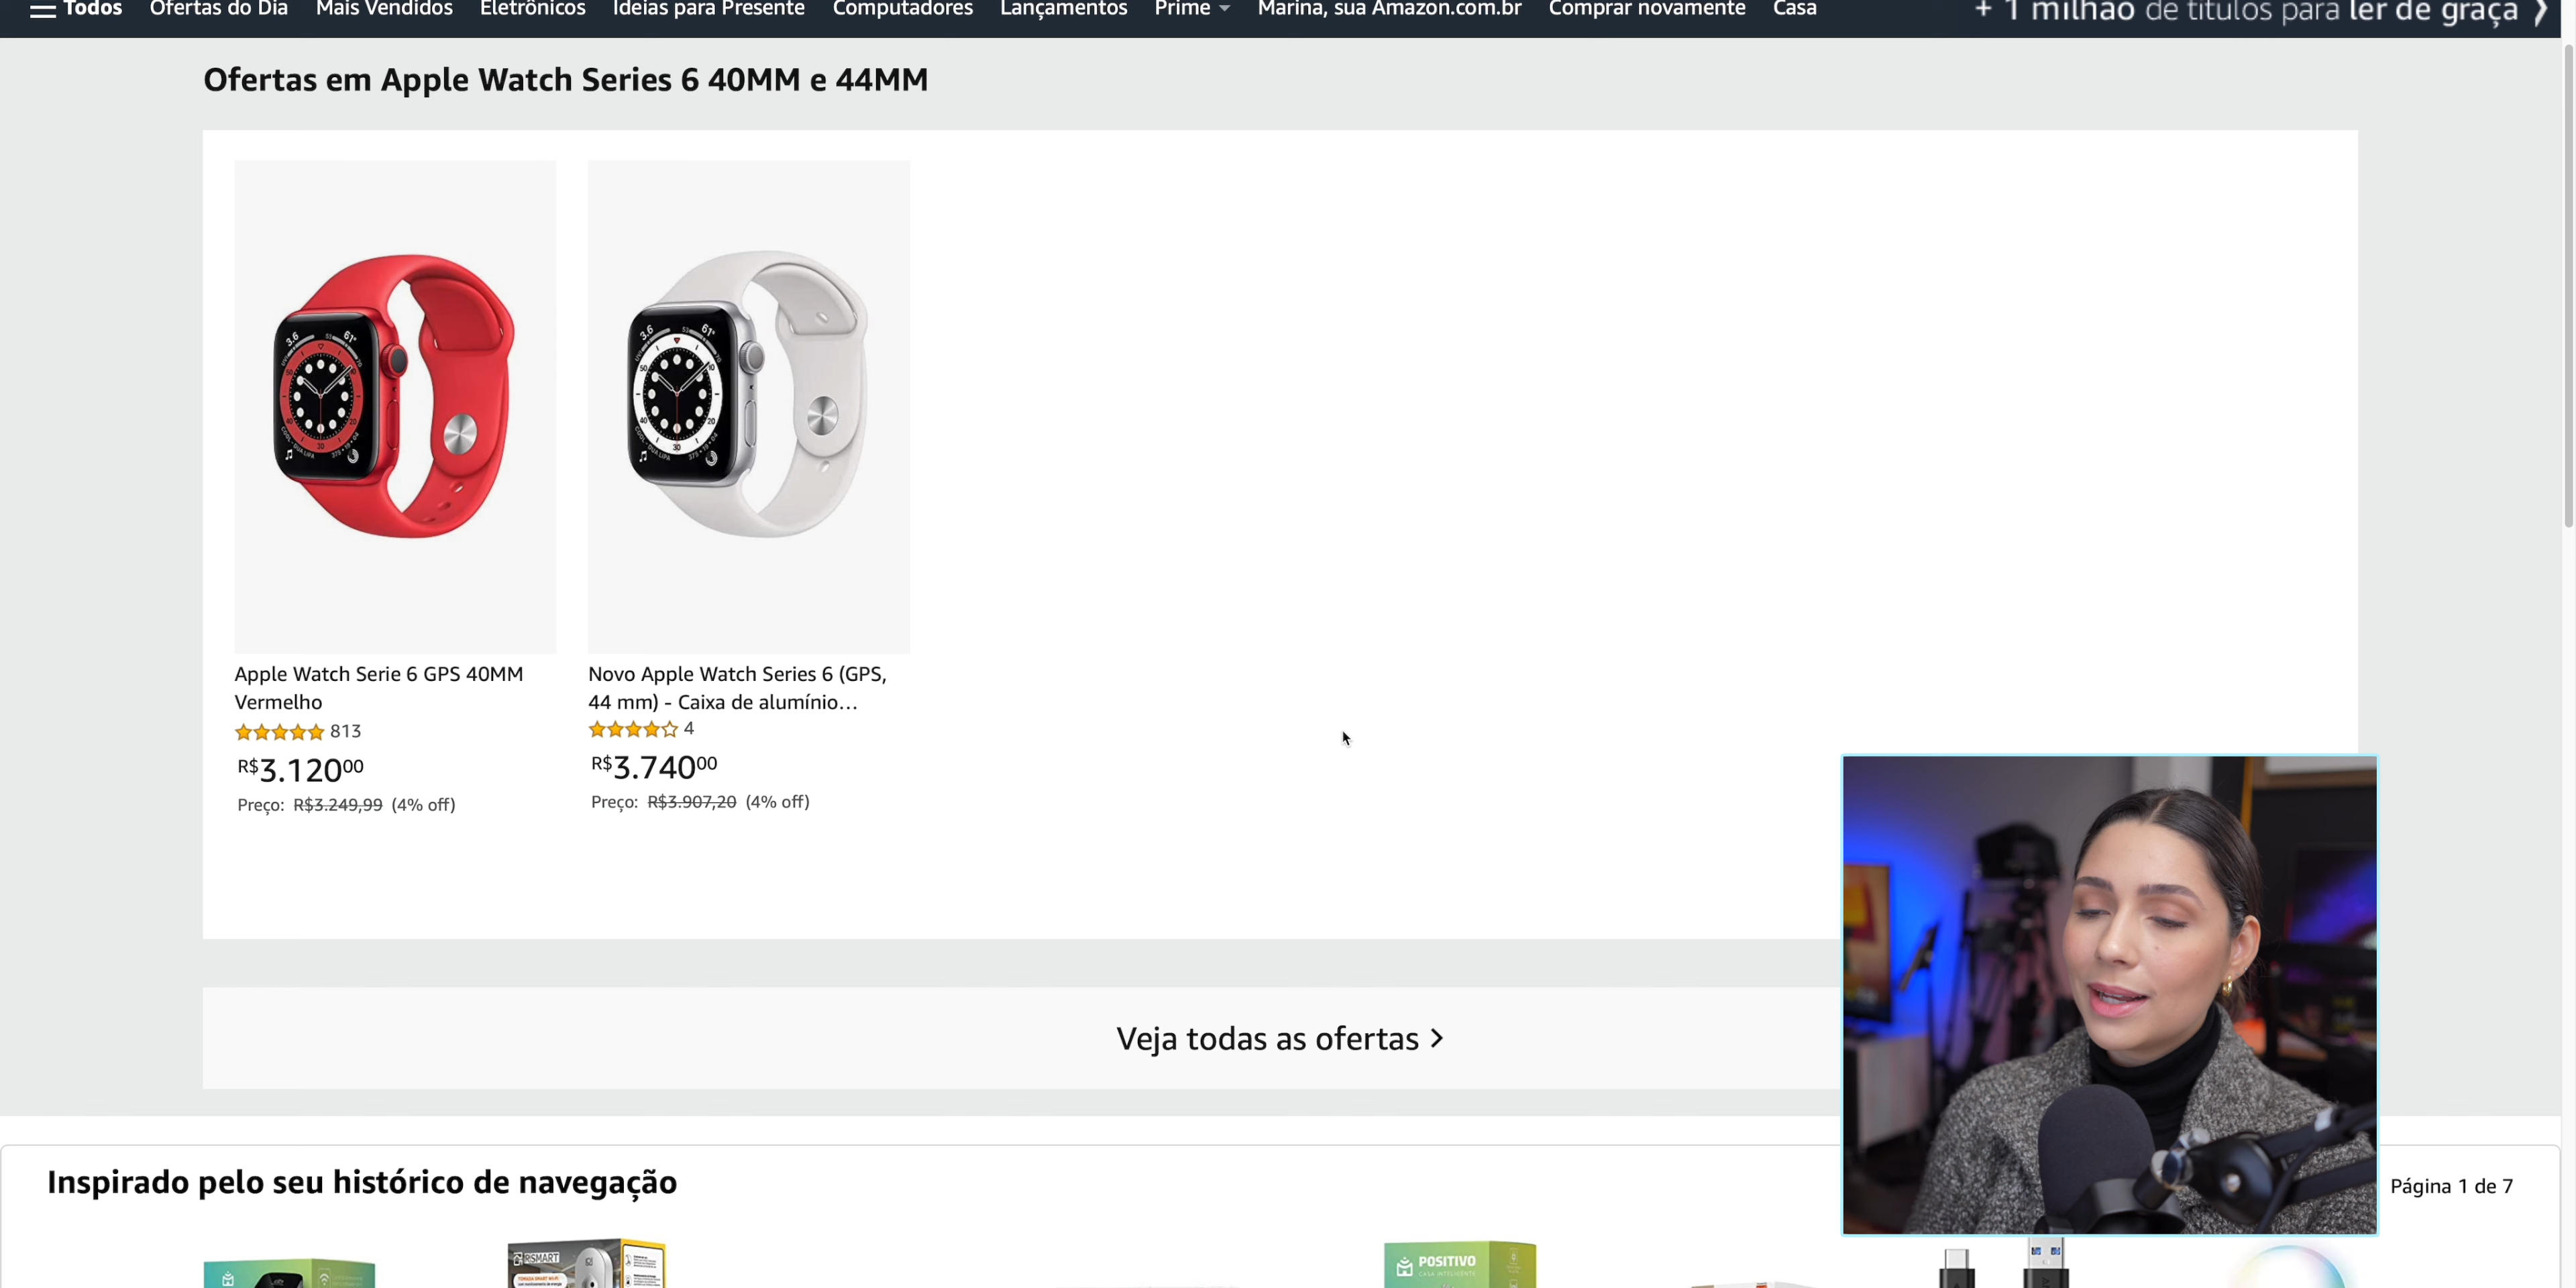 Todos Ofertas do Dia Mais Vendidos Eletrônicos Ideias para Presente Computadores Lançamentos Prime Marina, sua Amazon.com.br Comprar novamente Casa + 1 milhão de títulos para ler de graça
Ofertas em Apple Watch Series 6 40MM e 44MM
Apple Watch Serie 6 GPS 40MM
Vermelho
813
R$3.12000
Preço: R$3.249,99 (4% off)
Novo Apple Watch Series 6 (GPS,
44 mm) - Caixa de alumínio...
4
R$3.74000
Preço: R$3.907,20 (4% off)
Veja todas as ofertas
Inspirado pelo seu histórico de navegação
Página 1 de 7
POSITIVO
CASA INTELIGENTE